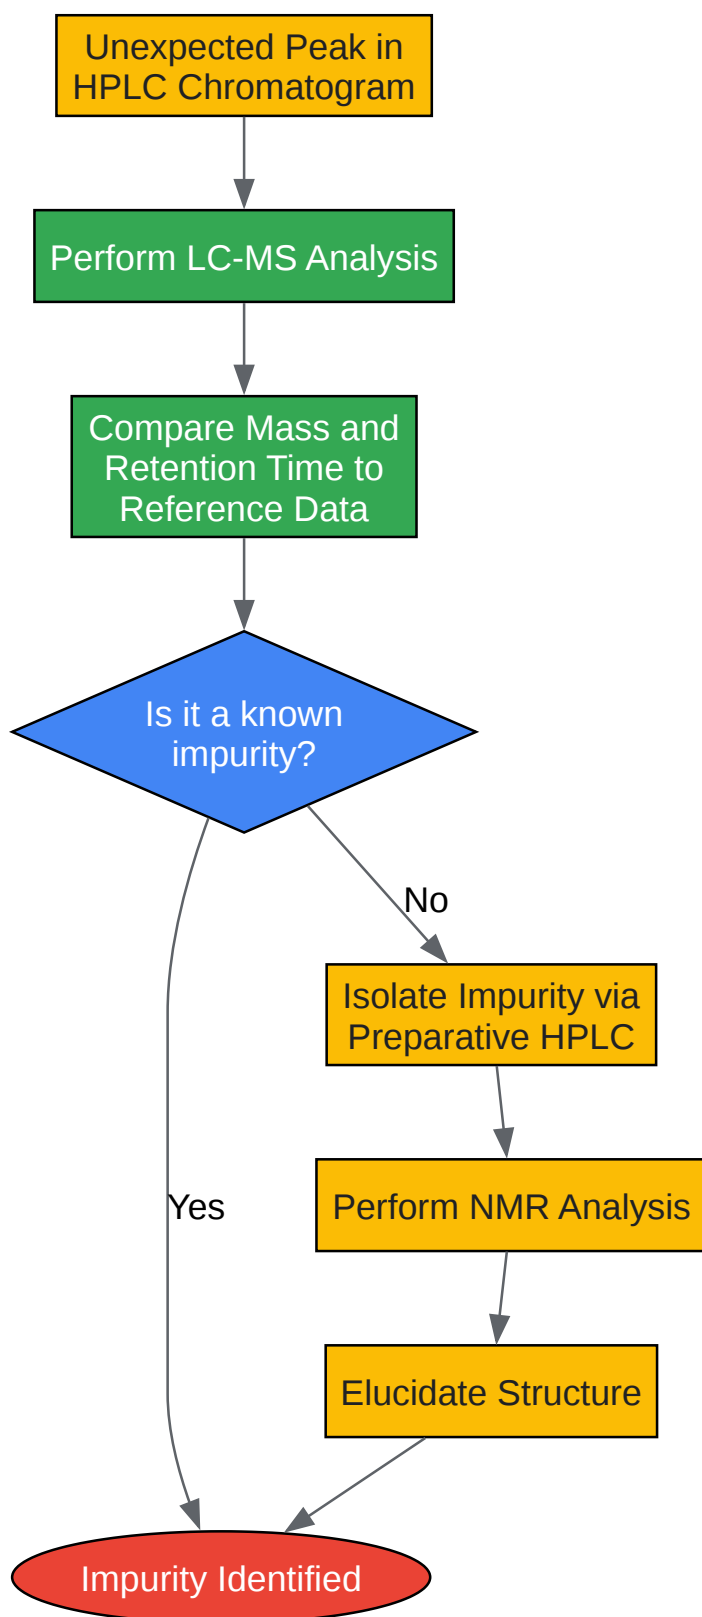 Unexpected Peak in
HPLC Chromatogram
Perform LC-MS Analysis
Compare Mass and
Retention Time to
Reference Data
Is it a known
impurity?
No
Isolate Impurity via
Preparative HPLC
Yes
Perform NMR Analysis
Elucidate Structure
Impurity Identified